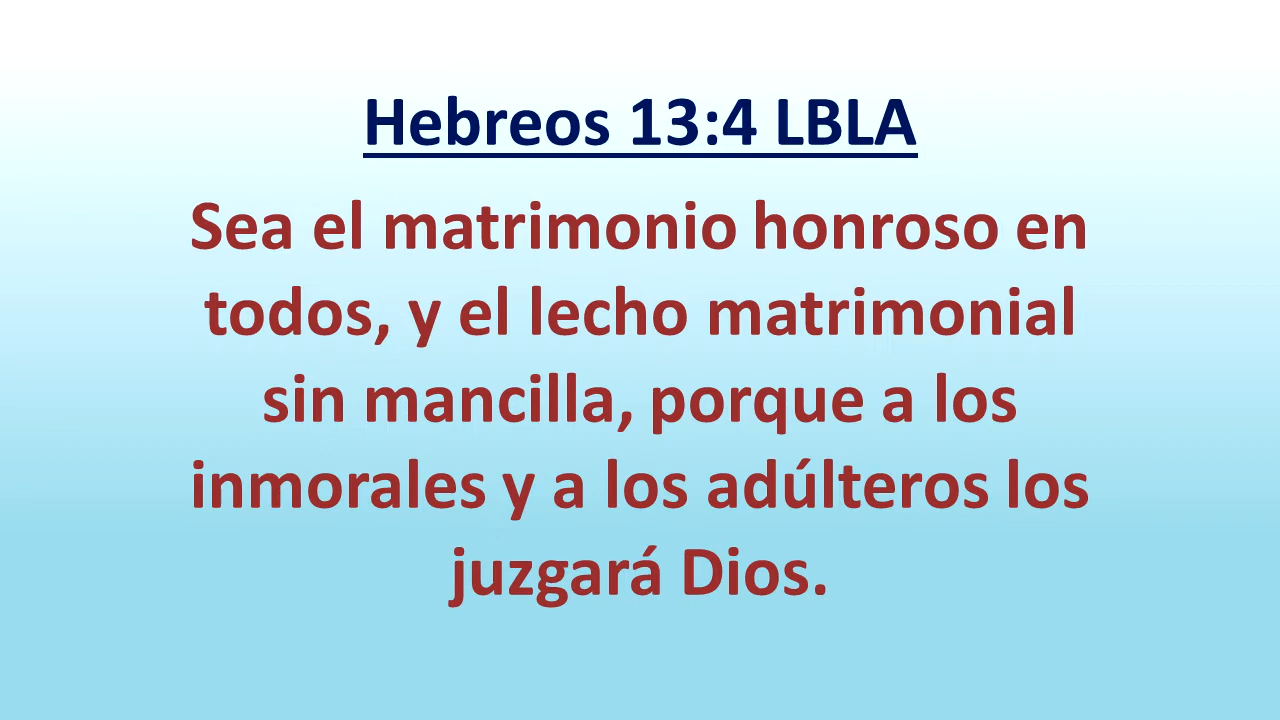 Hebreos 13:4 LBLA
Sea el matrimonio honroso en
todos, y el lecho matrimonial
sin mancilla, porque a los
inmorales y a los adúlteros los
juzgará Dios.